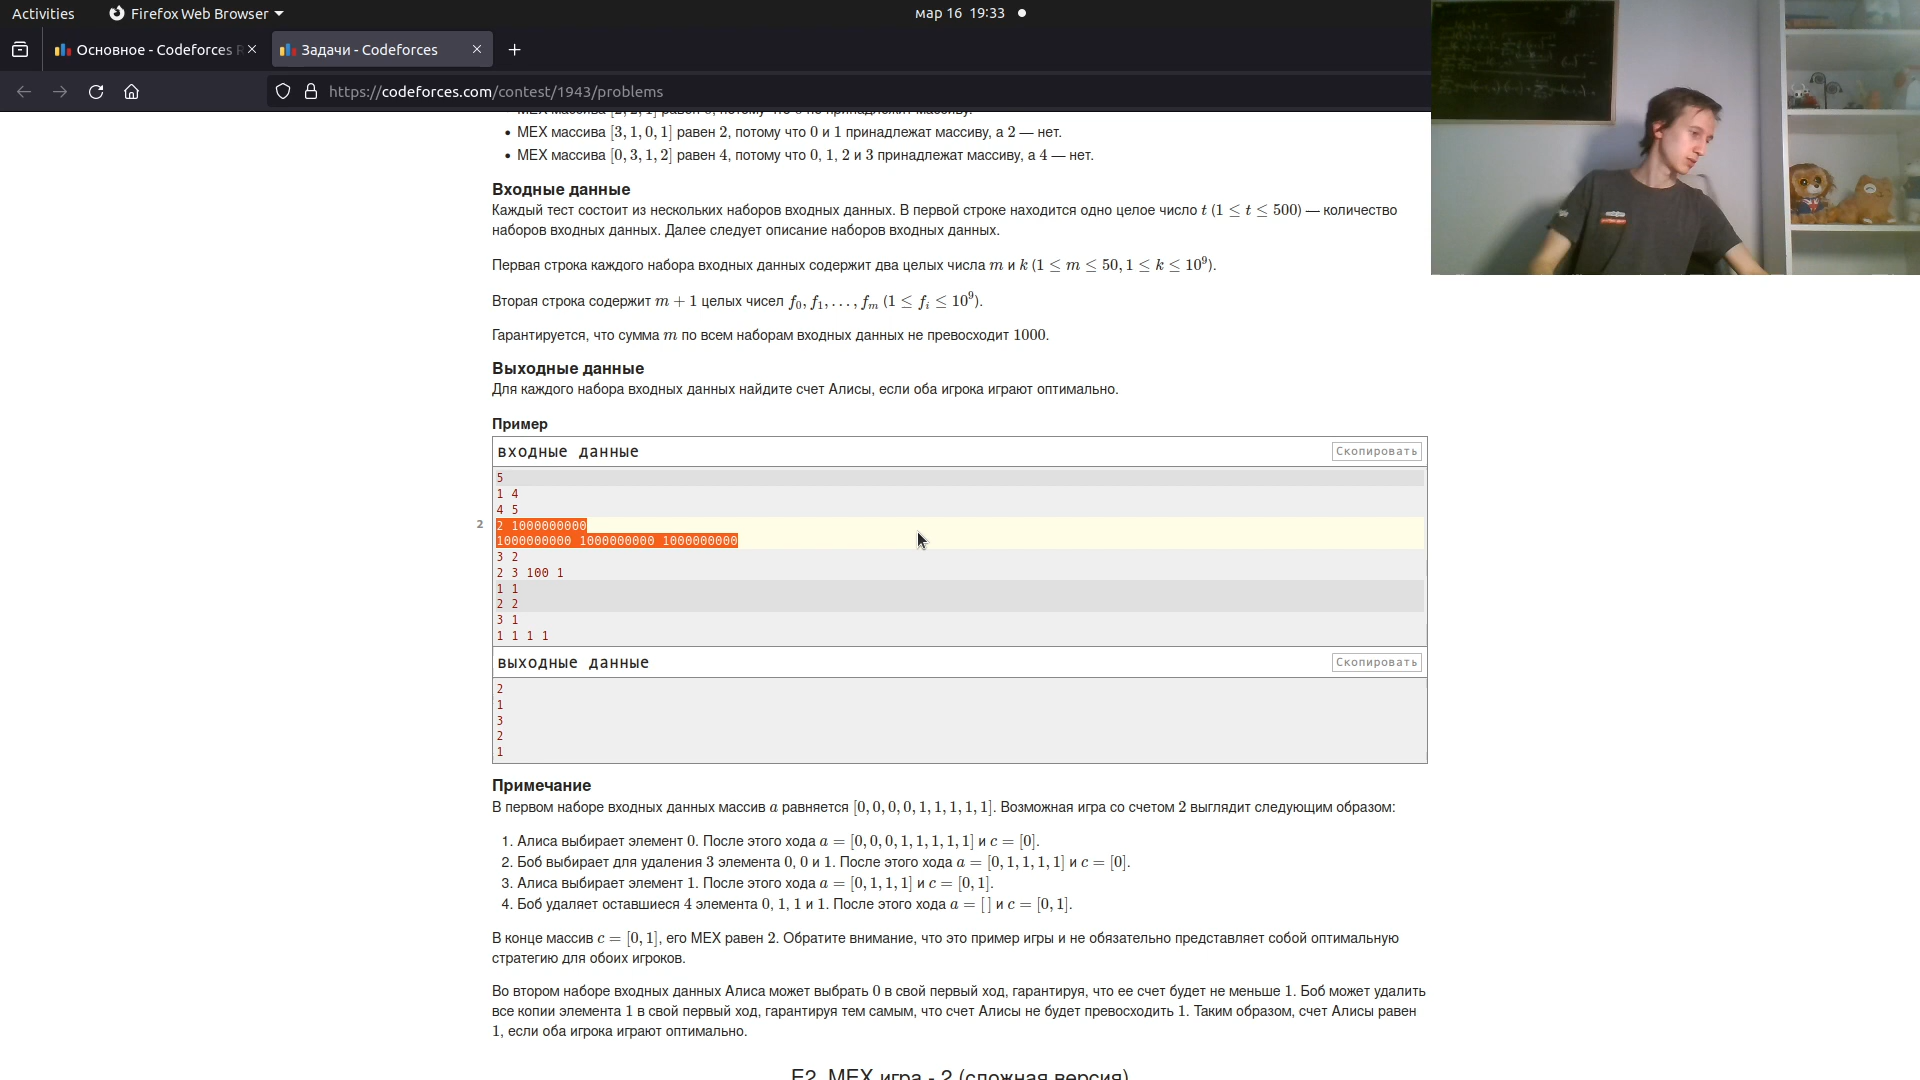 Activities
Firefox Web Browser
мар 16 19:33
Основное - Codeforces R
Задачи - Codeforces
https://codeforces.com/contest/1943/problems
• MEX массива [3, 1, 0, 1] равен 2, потому что 0 и 1 принадлежат массиву, а 2 — нет.
• MEX массива [0, 3, 1, 2] равен 4, потому что 0, 1, 2 и 3 принадлежат массиву, а 4 — нет.
Входные данные
Каждый тест состоит из нескольких наборов входных данных. В первой строке находится одно целое число t (1 ≤ t ≤ 500) — количество
наборов входных данных. Далее следует описание наборов входных данных.
Первая строка каждого набора входных данных содержит два целых числа m и k (1 ≤ m ≤ 50, 1 ≤ k ≤ 10⁹).
Вторая строка содержит m + 1 целых чисел f₀, f₁, . . . , fₘ (1 ≤ fᵢ ≤ 10⁹).
Гарантируется, что сумма m по всем наборам входных данных не превосходит 1000.
Выходные данные
Для каждого набора входных данных найдите счет Алисы, если оба игрока играют оптимально.
Пример
входные данные
Скопировать
5
1 4
4 5
2
2 1000000000
1000000000 1000000000 1000000000
3 2
2 3 100 1
1 1
2 2
3 1
1 1 1 1
выходные данные
Скопировать
2
1
3
2
1
Примечание
В первом наборе входных данных массив a равняется [0, 0, 0, 0, 1, 1, 1, 1, 1]. Возможная игра со счетом 2 выглядит следующим образом:
1. Алиса выбирает элемент 0. После этого хода a = [0, 0, 0, 1, 1, 1, 1, 1] и c = [0].
2. Боб выбирает для удаления 3 элемента 0, 0 и 1. После этого хода a = [0, 1, 1, 1, 1] и c = [0].
3. Алиса выбирает элемент 1. После этого хода a = [0, 1, 1, 1] и c = [0, 1].
4. Боб удаляет оставшиеся 4 элемента 0, 1, 1 и 1. После этого хода a = [ ] и c = [0, 1].
В конце массив c = [0, 1], его MEX равен 2. Обратите внимание, что это пример игры и не обязательно представляет собой оптимальную
стратегию для обоих игроков.
Во втором наборе входных данных Алиса может выбрать 0 в свой первый ход, гарантируя, что ее счет будет не меньше 1. Боб может удалить
все копии элемента 1 в свой первый ход, гарантируя тем самым, что счет Алисы не будет превосходить 1. Таким образом, счет Алисы равен
1, если оба игрока играют оптимально.
E2. MEX игра - 2 (сложная версия)